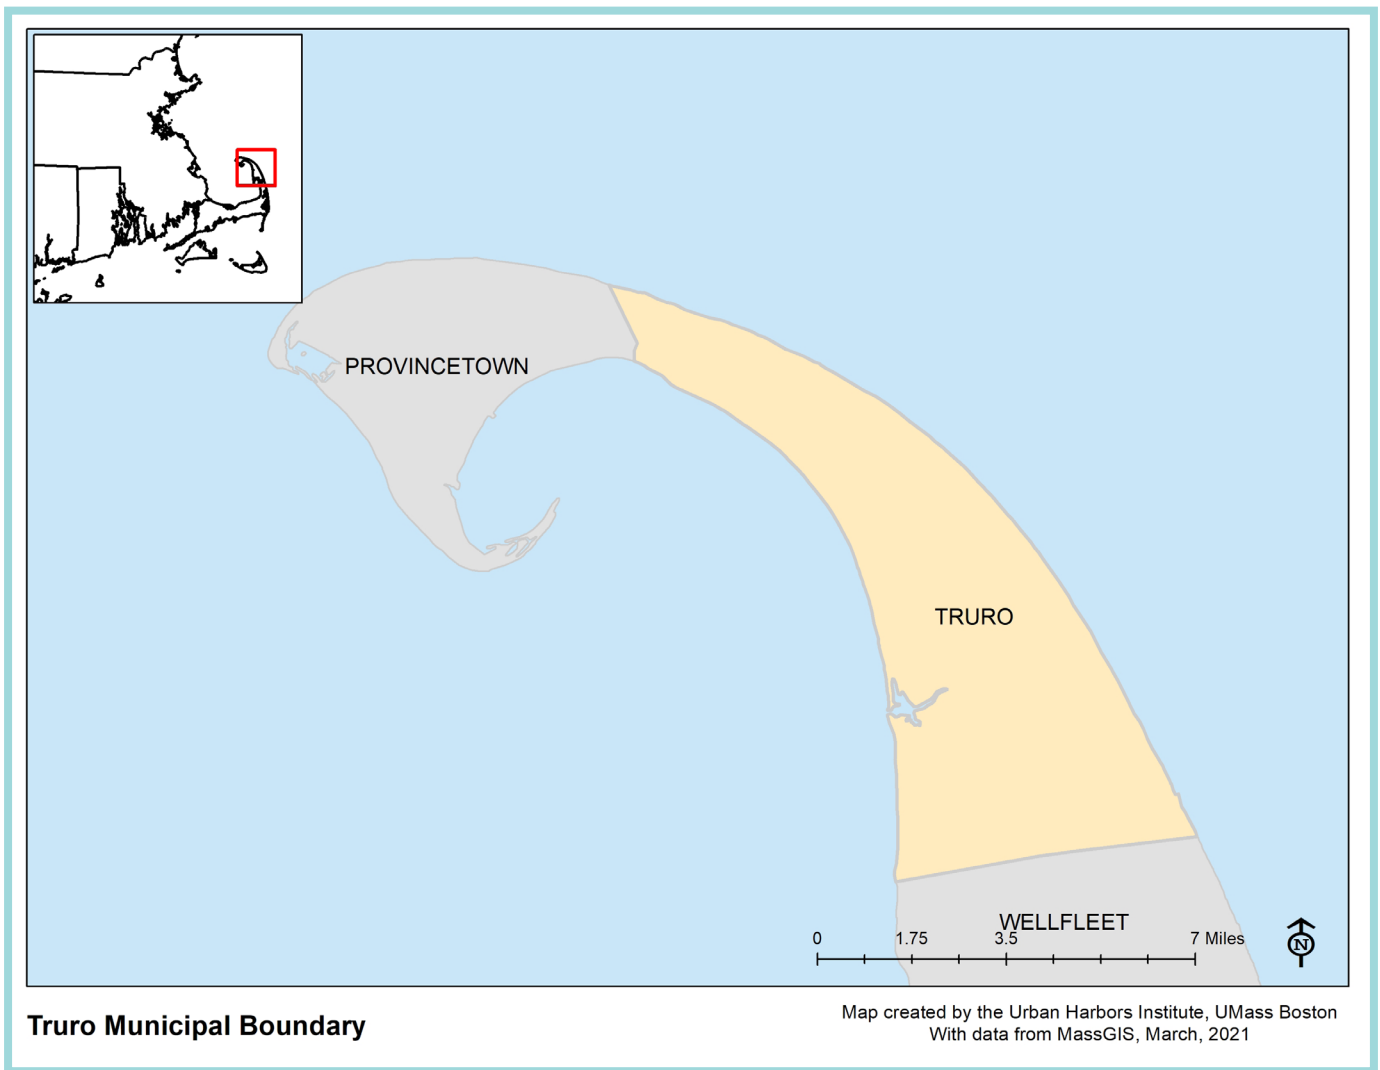 PROVINCETOWN
TRURO
WELLFLEET
0 1.75 3.5 7 Miles
N
Truro Municipal Boundary
Map created by the Urban Harbors Institute, UMass Boston
With data from MassGIS, March, 2021